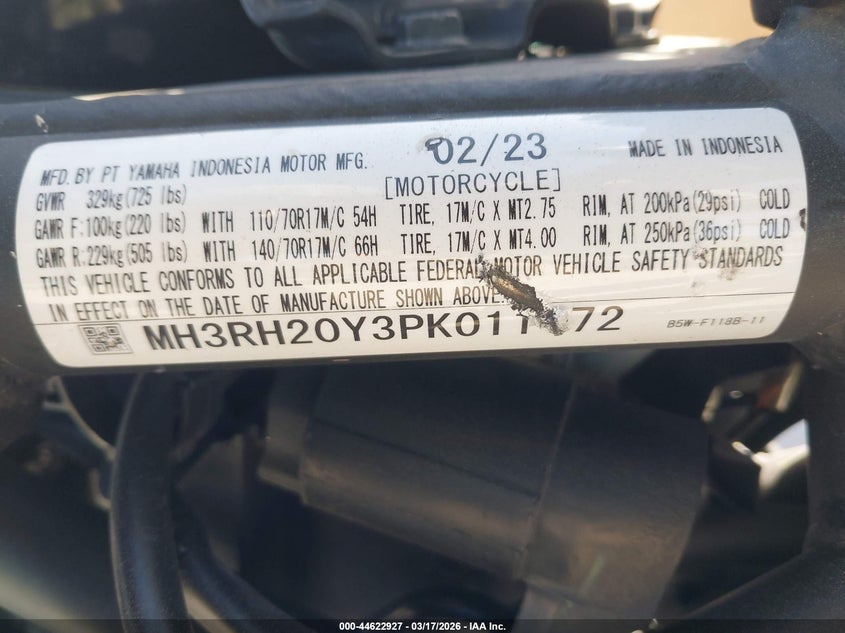 MFD. BY PT YAMAHA INDONESIA MOTOR MFG. 02/23 MADE IN INDONESIA
GVWR 329kg(725 lbs) [MOTORCYCLE]
GAWR F:100kg(220 lbs) WITH 110/70R17M/C 54H TIRE, 17M/C X MT2.75 RIM, AT 200kPa(29psi) COLD
GAWR R:229kg(505 lbs) WITH 140/70R17M/C 66H TIRE, 17M/C X MT4.00 RIM, AT 250kPa(36psi) COLD
THIS VEHICLE CONFORMS TO ALL APPLICABLE FEDERAL MOTOR VEHICLE SAFETY STANDARDS
IN EFFECT ON THE DATE OF MANUFACTURE SHOWN ABOVE.
B5W-F118B-11
000-44622927 - 03/17/2026 - IAA Inc.